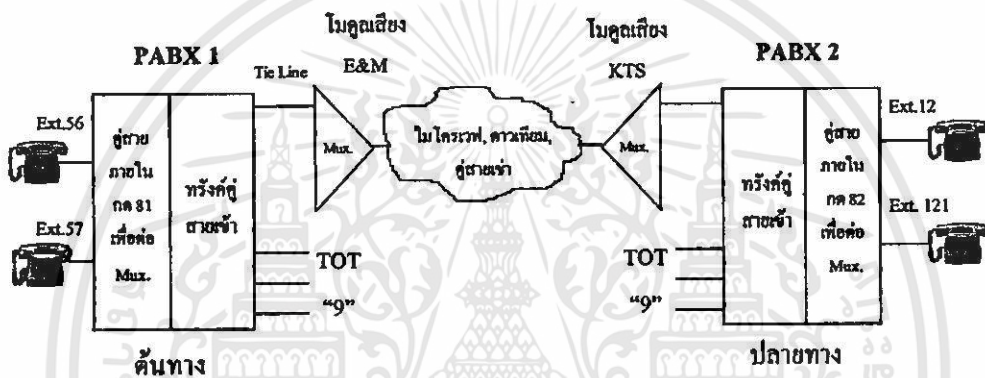 โมดูลเสียง
E&M
โมดูลเสียง
KTS
PABX 1
PABX 2
Tie Line
Ext.56
Ext.57
คู่สาย
ภายใน
กด 81
เพื่อต่อ
Mux.
ทรังค์คู่
สายเข้า
TOT
“9”
ต้นทาง
Mux.
ไมโครเวฟ, ดาวเทียม,
คู่สายเช่า
Mux.
ทรังค์คู่
สายเข้า
TOT
“9”
คู่สาย
ภายใน
กด 82
เพื่อต่อ
Mux.
Ext.12
Ext. 121
ปลายทาง